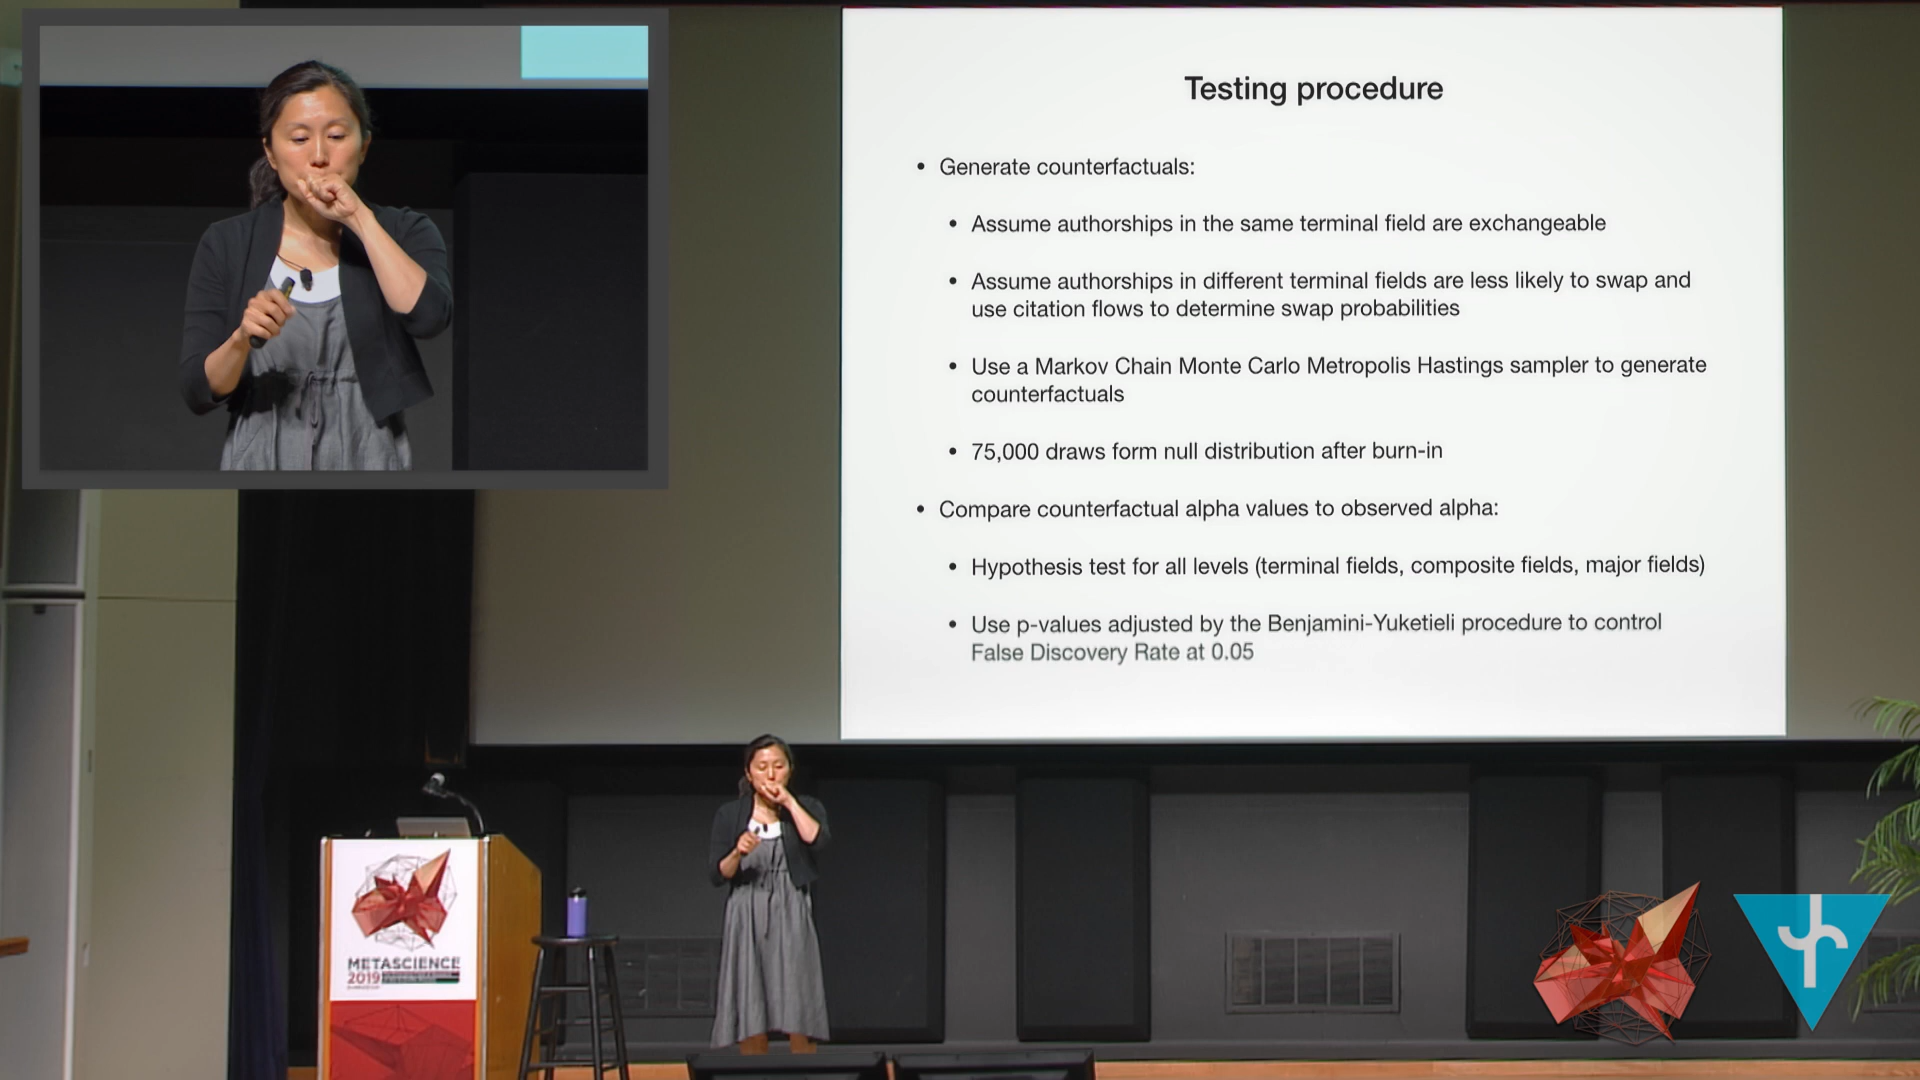 Testing procedure
• Generate counterfactuals:
• Assume authorships in the same terminal field are exchangeable
• Assume authorships in different terminal fields are less likely to swap and
use citation flows to determine swap probabilities
• Use a Markov Chain Monte Carlo Metropolis Hastings sampler to generate
counterfactuals
• 75,000 draws form null distribution after burn-in
• Compare counterfactual alpha values to observed alpha:
• Hypothesis test for all levels (terminal fields, composite fields, major fields)
• Use p-values adjusted by the Benjamini-Yuketieli procedure to control
False Discovery Rate at 0.05
METASCIENCE
2019